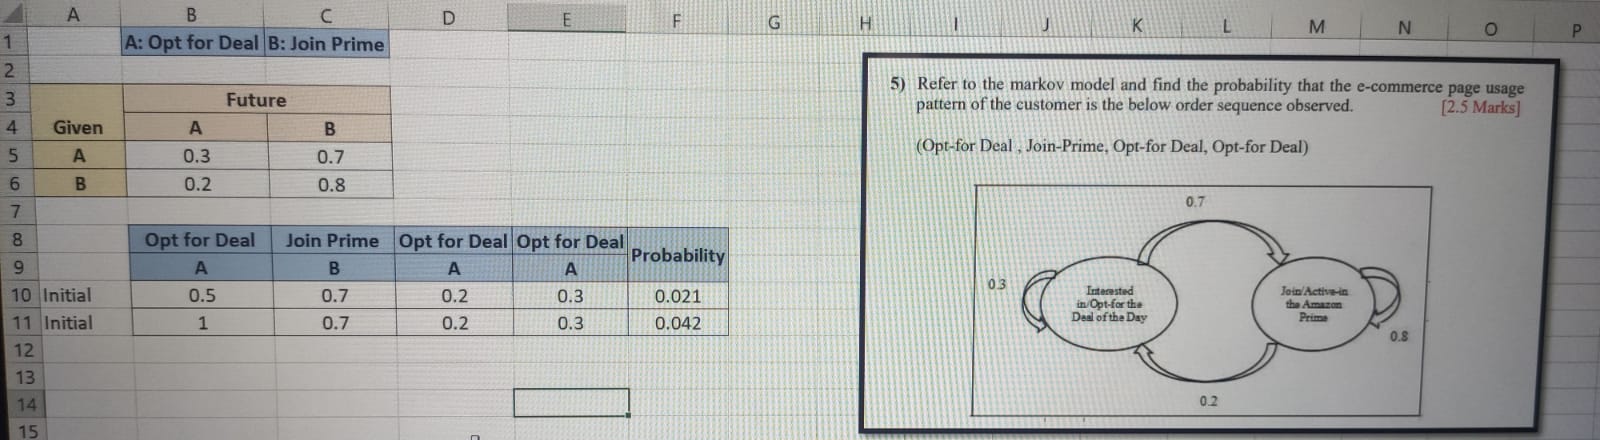 A B C D E F G H I J K L M N O P
1 A: Opt for Deal B: Join Prime
2
3 Future
4 Given A B
5 A 0.3 0.7
6 B 0.2 0.8
7
8 Opt for Deal Join Prime Opt for Deal Opt for Deal
Probability
9 A B A A
10 Initial 0.5 0.7 0.2 0.3 0.021
11 Initial 1 0.7 0.2 0.3 0.042
12
13
14
15
5) Refer to the markov model and find the probability that the e-commerce page usage
pattern of the customer is the below order sequence observed. [2.5 Marks]
(Opt-for Deal , Join-Prime, Opt-for Deal, Opt-for Deal)
0.7
0.3
Interested
in/Opt-for the
Deal of the Day
Join/Active-in
the Amazon
Prime
0.8
0.2